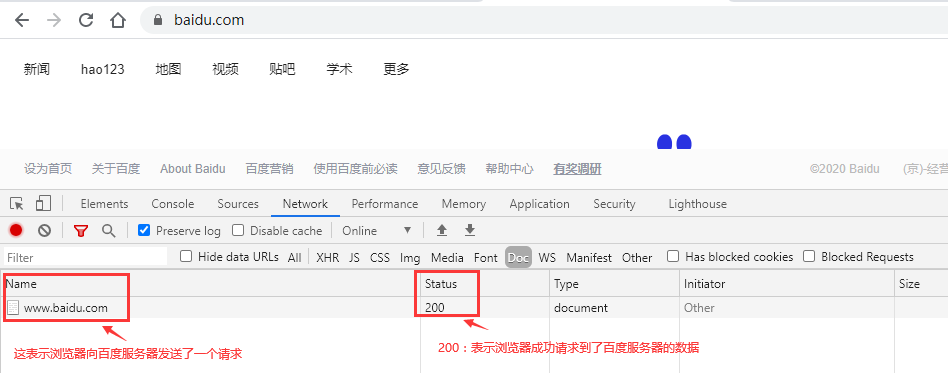 baidu.com
新闻 hao123 地图 视频 贴吧 学术 更多
设为首页 关于百度 About Baidu 百度营销 使用百度前必读 意见反馈 帮助中心 有奖调研 ©2020 Baidu (京)-经营
Elements Console Sources Network Performance Memory Application Security Lighthouse
Preserve log Disable cache Online
Filter Hide data URLs All XHR JS CSS Img Media Font Doc WS Manifest Other Has blocked cookies Blocked Requests
Name Status Type Initiator Size
www.baidu.com 200 document Other
这表示浏览器向百度服务器发送了一个请求
200：表示浏览器成功请求到了百度服务器的数据